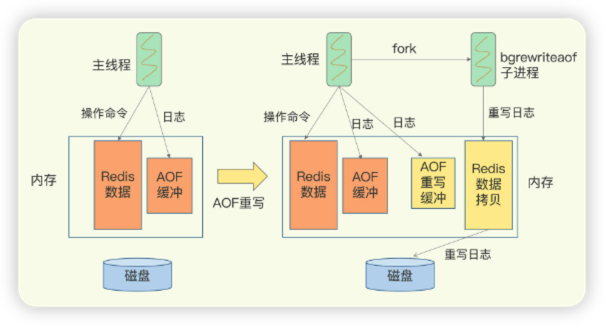 主线程
操作命令
日志
内存
Redis
数据
AOF
缓冲
磁盘
AOF重写
主线程
fork
bgrewriteaof
子进程
操作命令
日志
日志
重写日志
Redis
数据
AOF
缓冲
AOF
重写
缓冲
Redis
数据
拷贝
内存
重写日志
磁盘